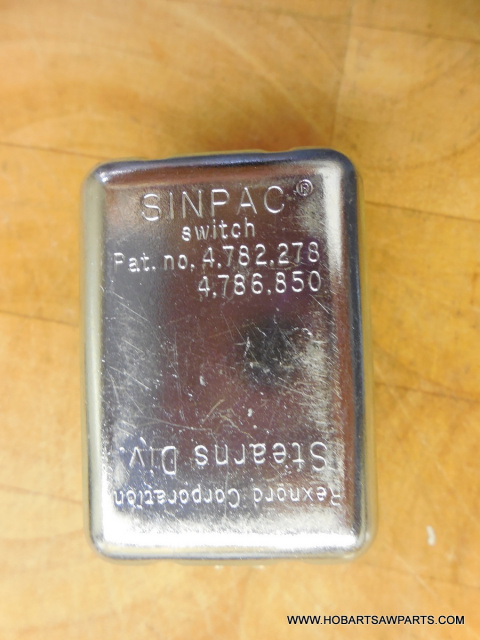 SINPAC®
switch
Pat. no. 4,782,278
4,786,850
Stearns Div.
Rexnord Corporation
WWW.HOBARTSAWPARTS.COM